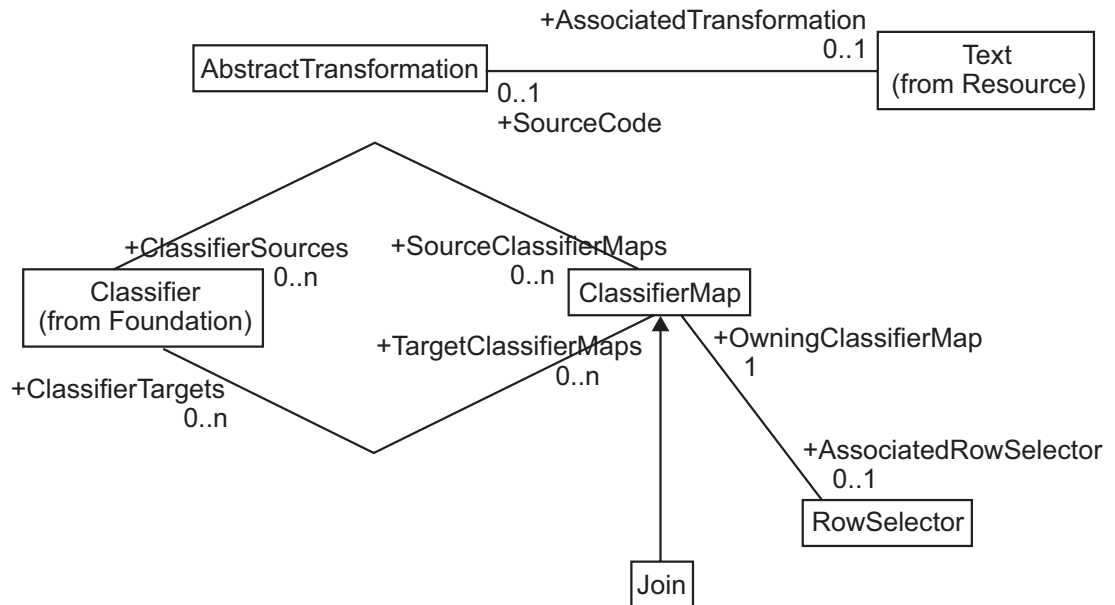 +AssociatedTransformation
0..1
AbstractTransformation
Text
(from Resource)
0..1
+SourceCode
+ClassifierSources
0..n
+SourceClassifierMaps
0..n
Classifier
(from Foundation)
ClassifierMap
+TargetClassifierMaps
0..n
+OwningClassifierMap
1
+ClassifierTargets
0..n
+AssociatedRowSelector
0..1
RowSelector
Join